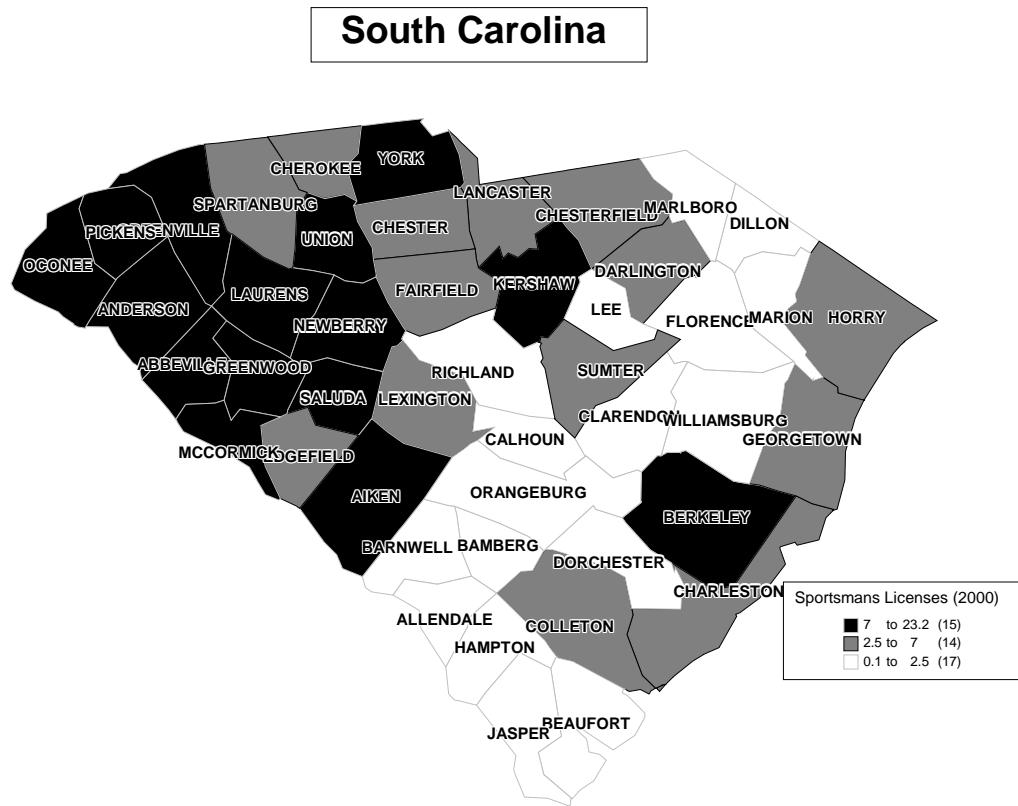 South Carolina
YORK
CHEROKEE
LANCASTER
SPARTANBURG
MARLBORO
CHESTERFIELD
DILLON
CHESTER
PICKENS
ENVILLE
UNION
OCONEE
DARLINGTON
KERSHAW
FAIRFIELD
LAURENS
ANDERSON
LEE
HORRY
MARION
FLORENCE
NEWBERRY
ABBEVILLE
GREENWOOD
RICHLAND
SUMTER
SALUDA
LEXINGTON
CLARENDON
WILLIAMSBURG
CALHOUN
GEORGETOWN
MCCORMICK
EDGEFIELD
AIKEN
ORANGEBURG
BERKELEY
BARNWELL
BAMBERG
DORCHESTER
CHARLESTON
Sportsmans Licenses (2000)
7 to 23.2 (15)
2.5 to 7 (14)
0.1 to 2.5 (17)
ALLENDALE
COLLETON
HAMPTON
BEAUFORT
JASPER